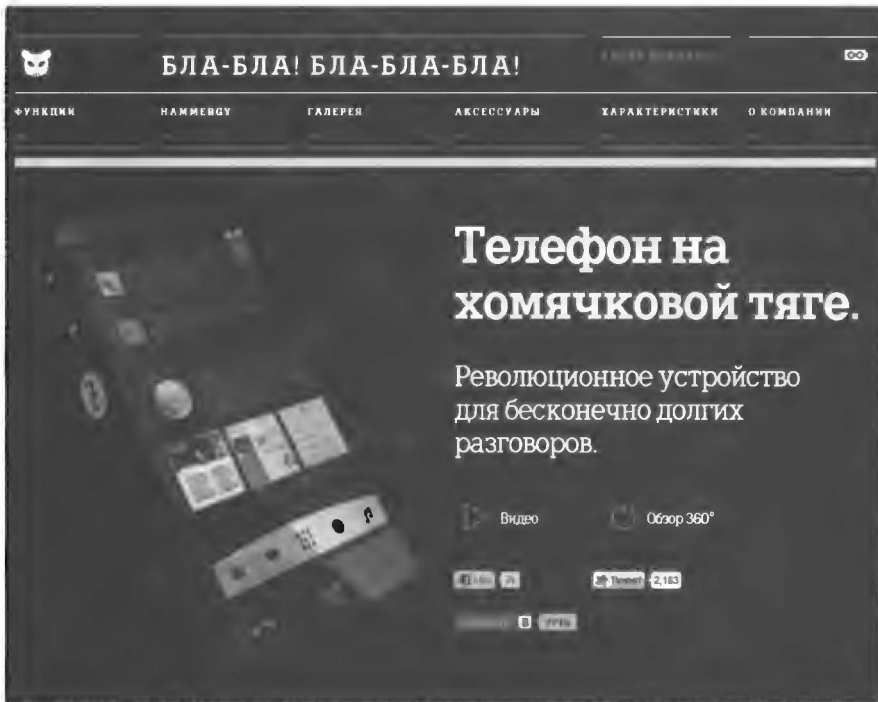 БЛА-БЛА! БЛА-БЛА-БЛА!
ФУНКЦИИ HAMMERGY ГАЛЕРЕЯ АКСЕССУАРЫ ХАРАКТЕРИСТИКИ О КОМПАНИИ
Телефон на
хомячковой тяге.
Революционное устройство
для бесконечно долгих
разговоров.
Видео Обзор 360°
Tweet 2,183
B